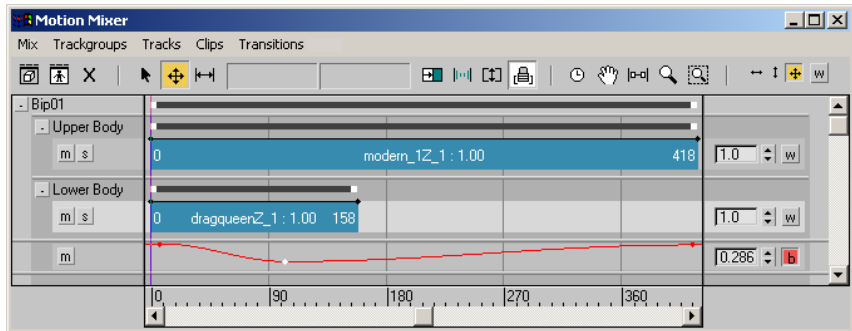 Motion Mixer
Mix Trackgroups Tracks Clips Transitions
X w
- Bip01
- Upper Body
m s 0 modern_1Z_1 : 1.00 418 1.0 w
- Lower Body
m s 0 dragqueenZ_1 : 1.00 158 1.0 w
m 0.286 b
0 90 180 270 360